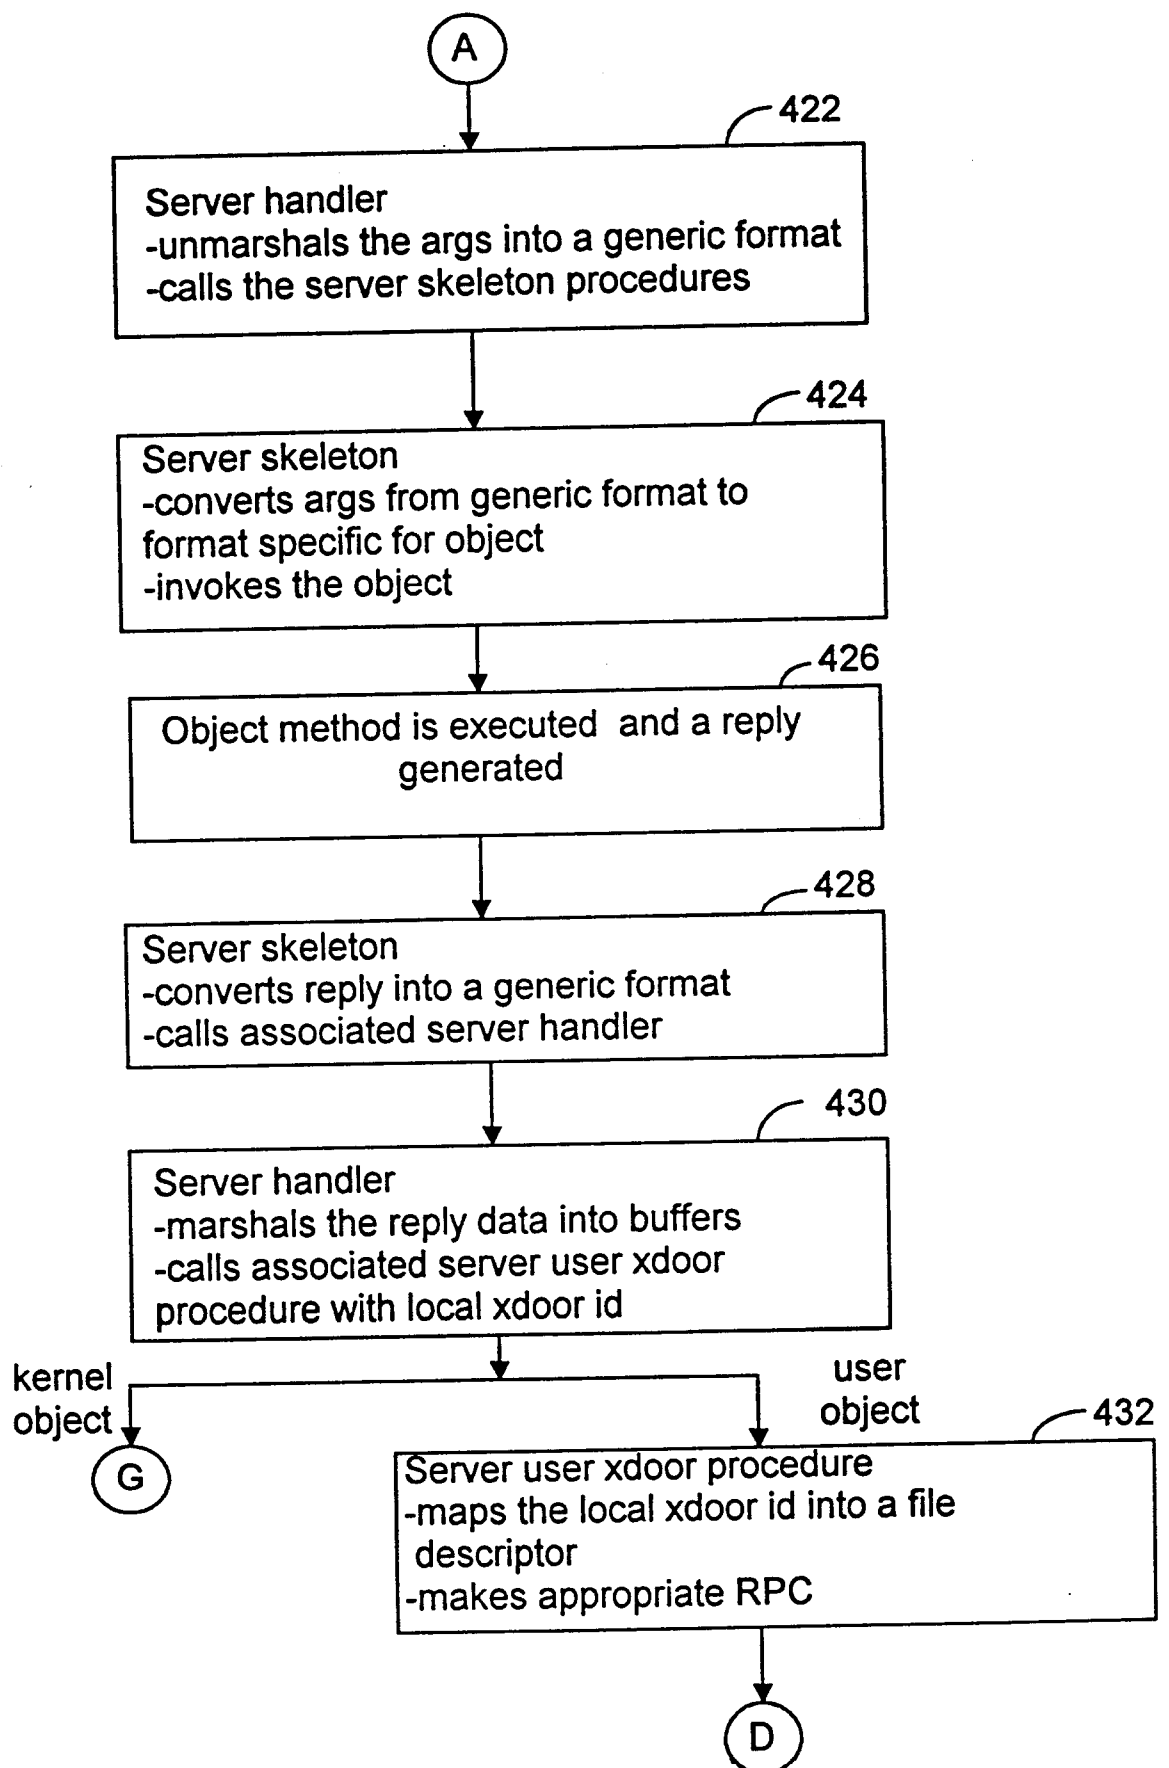 A
422
Server handler
-unmarshals the args into a generic format
-calls the server skeleton procedures
424
Server skeleton
-converts args from generic format to
format specific for object
-invokes the object
426
Object method is executed and a reply
generated
428
Server skeleton
-converts reply into a generic format
-calls associated server handler
430
Server handler
-marshals the reply data into buffers
-calls associated server user xdoor
procedure with local xdoor id
kernel
object
user
object
432
G
Server user xdoor procedure
-maps the local xdoor id into a file
descriptor
-makes appropriate RPC
D